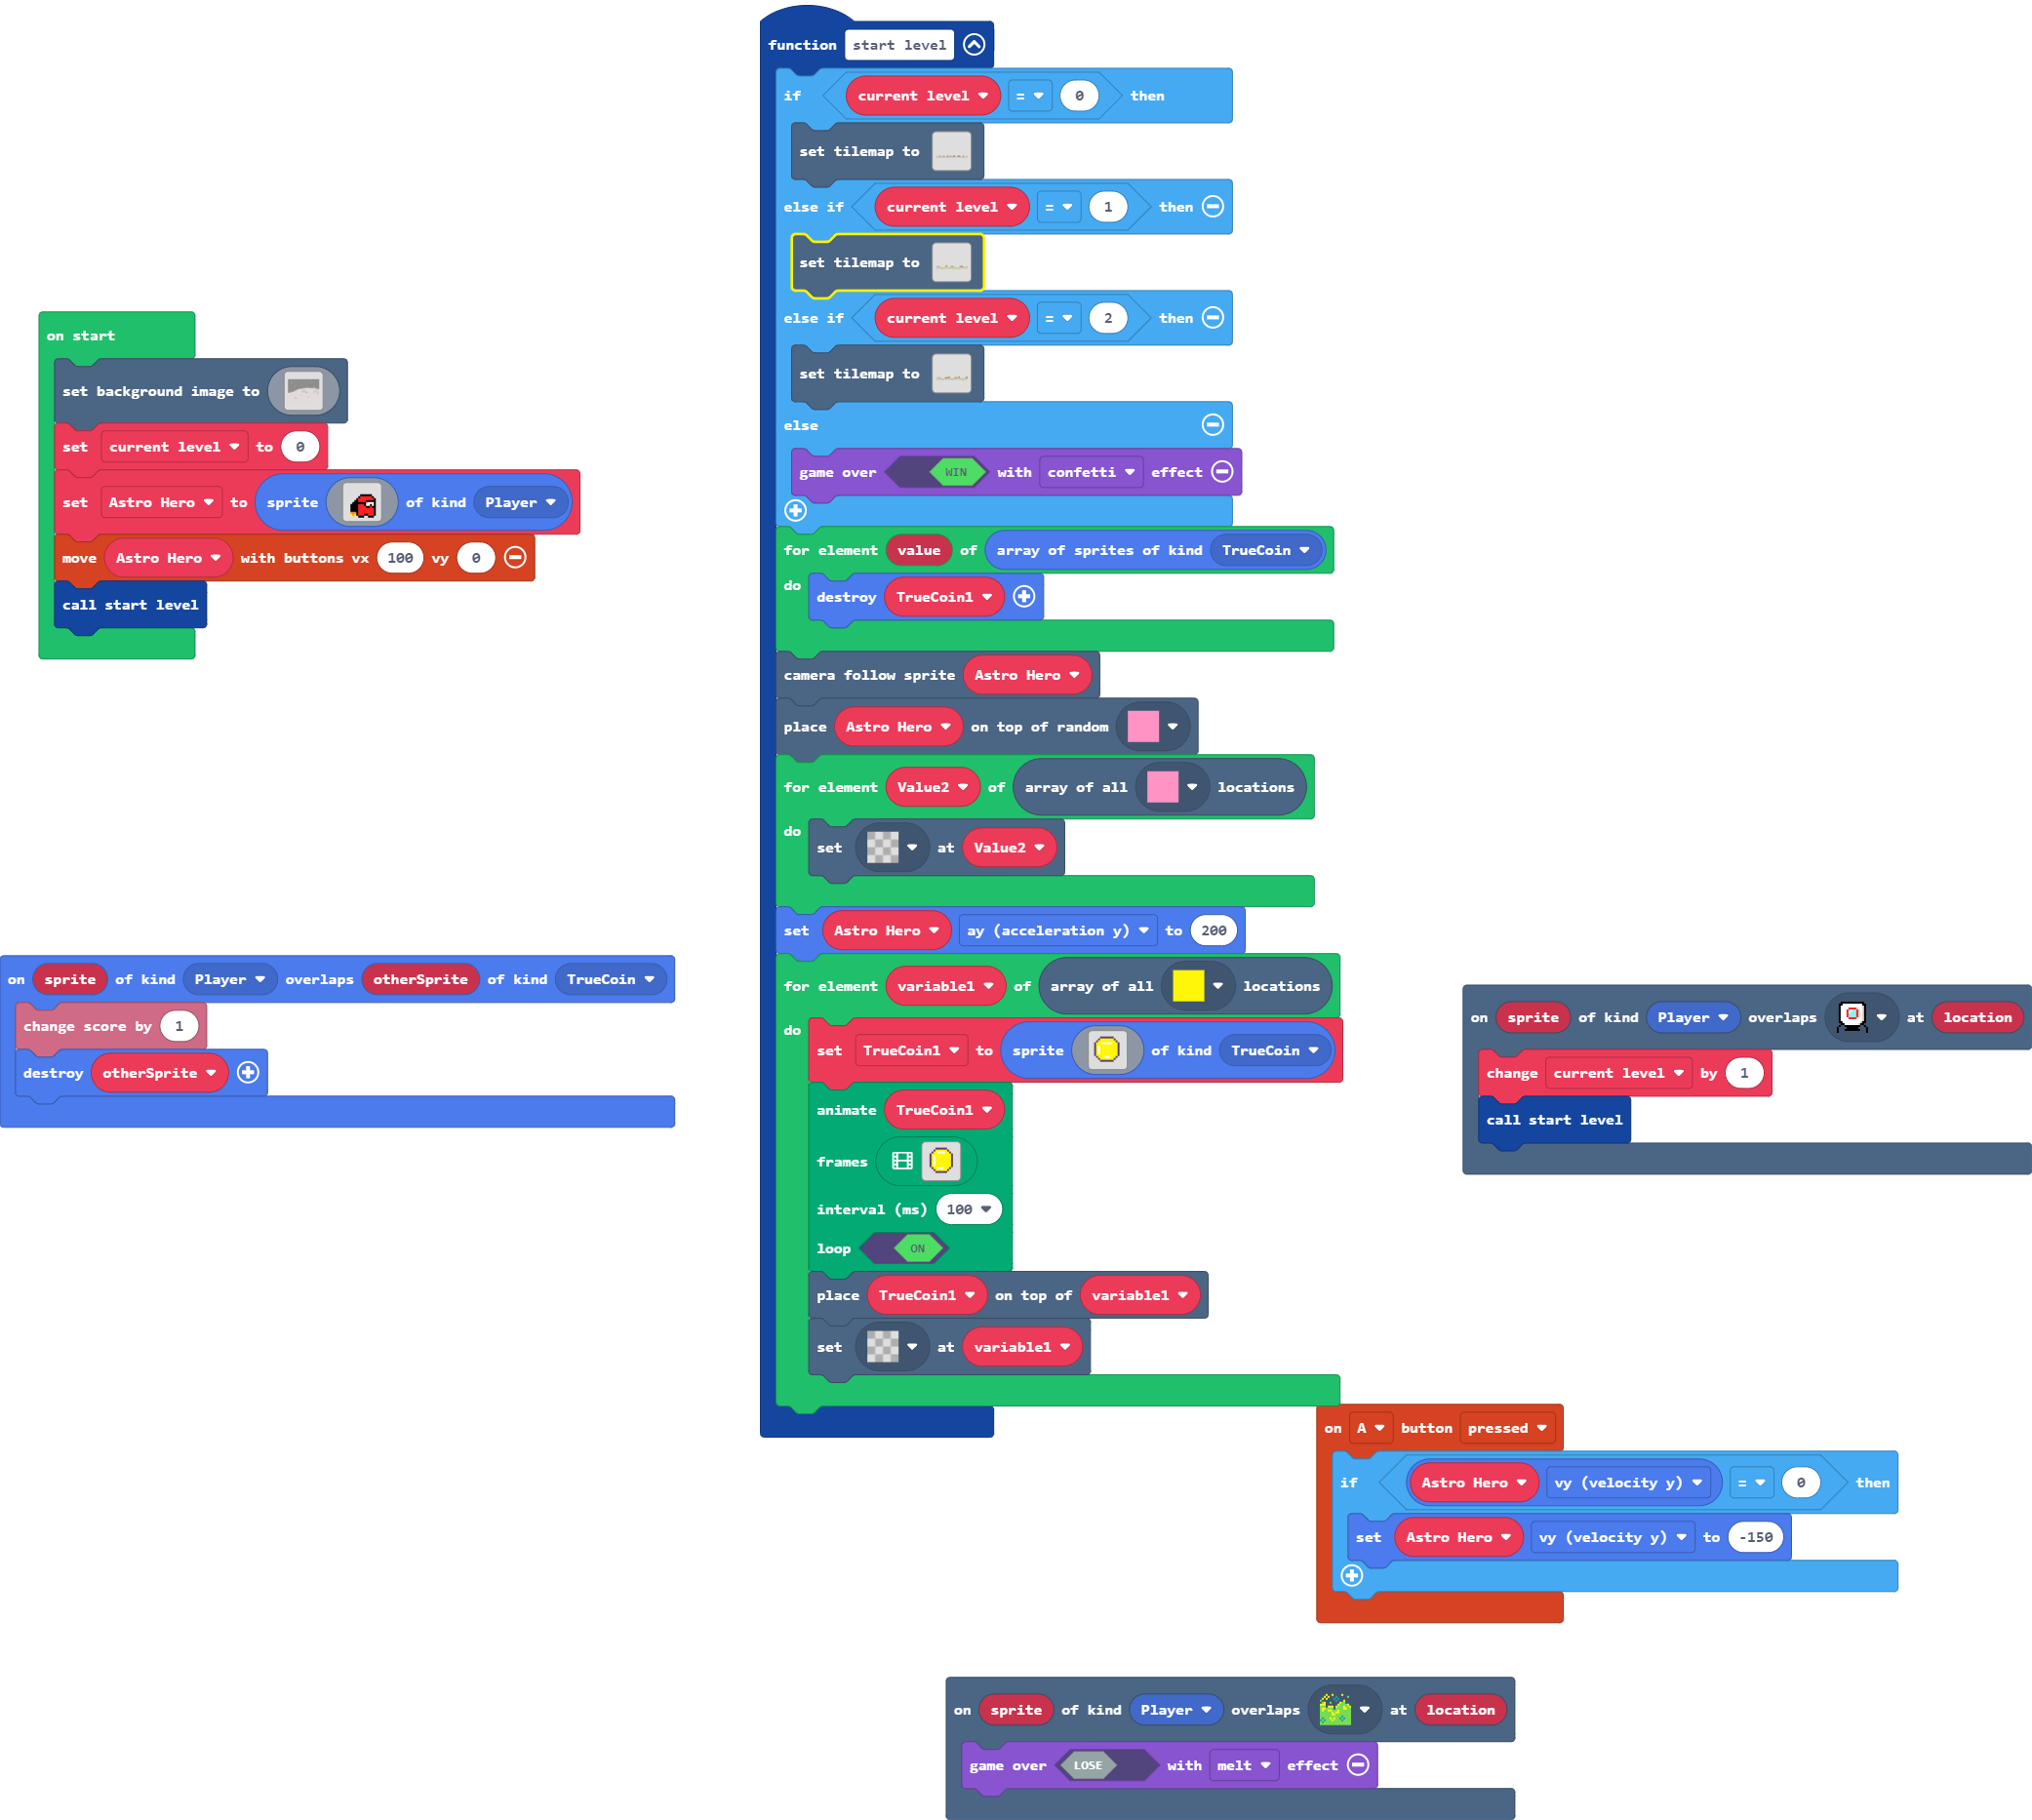 function start level
if current level = 0 then
set tilemap to
else if current level = 1 then
set tilemap to
else if current level = 2 then
set tilemap to
else
game over WIN with confetti effect
for element value of array of sprites of kind TrueCoin
do destroy TrueCoin1
camera follow sprite Astro Hero
place Astro Hero on top of random
for element Value2 of array of all locations
do
set at Value2
set Astro Hero ay (acceleration y) to 200
for element variable1 of array of all locations
do
set TrueCoin1 to sprite of kind TrueCoin
animate TrueCoin1
frames
interval (ms) 100
loop ON
place TrueCoin1 on top of variable1
set at variable1
on start
set background image to
set current level to 0
set Astro Hero to sprite of kind Player
move Astro Hero with buttons vx 100 vy 0
call start level
on sprite of kind Player overlaps otherSprite of kind TrueCoin
change score by 1
destroy otherSprite
on sprite of kind Player overlaps at location
change current level by 1
call start level
on A button pressed
if Astro Hero vy (velocity y) = 0 then
set Astro Hero vy (velocity y) to -150
on sprite of kind Player overlaps at location
game over LOSE with melt effect